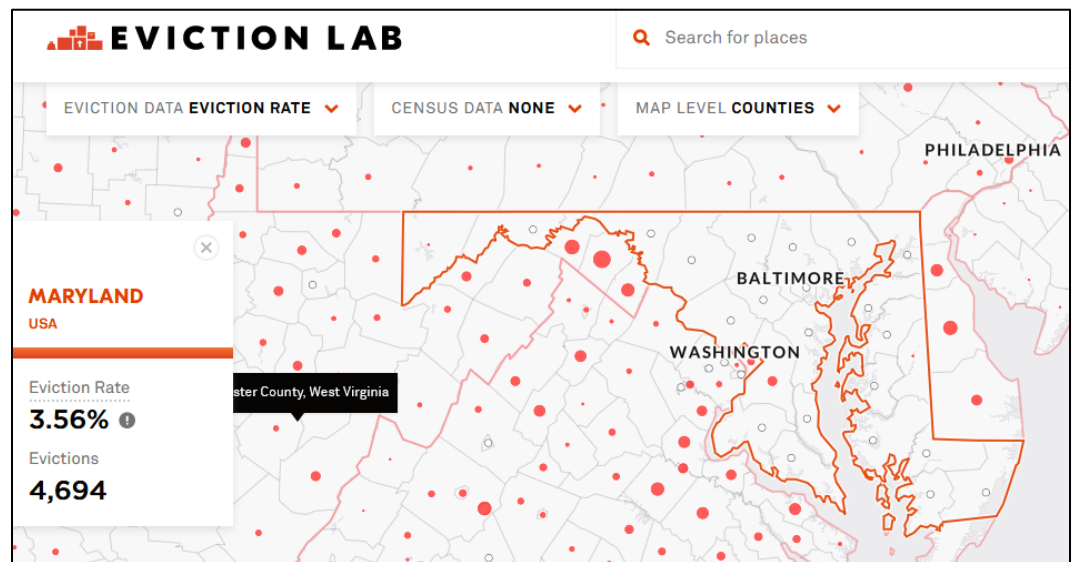 EVICTION LAB
Search for places
EVICTION DATA EVICTION RATE
CENSUS DATA NONE
MAP LEVEL COUNTIES
PHILADELPHIA
BALTIMORE
WASHINGTON
MARYLAND
USA
Eviction Rate
3.56%
ster County, West Virginia
Evictions
4,694